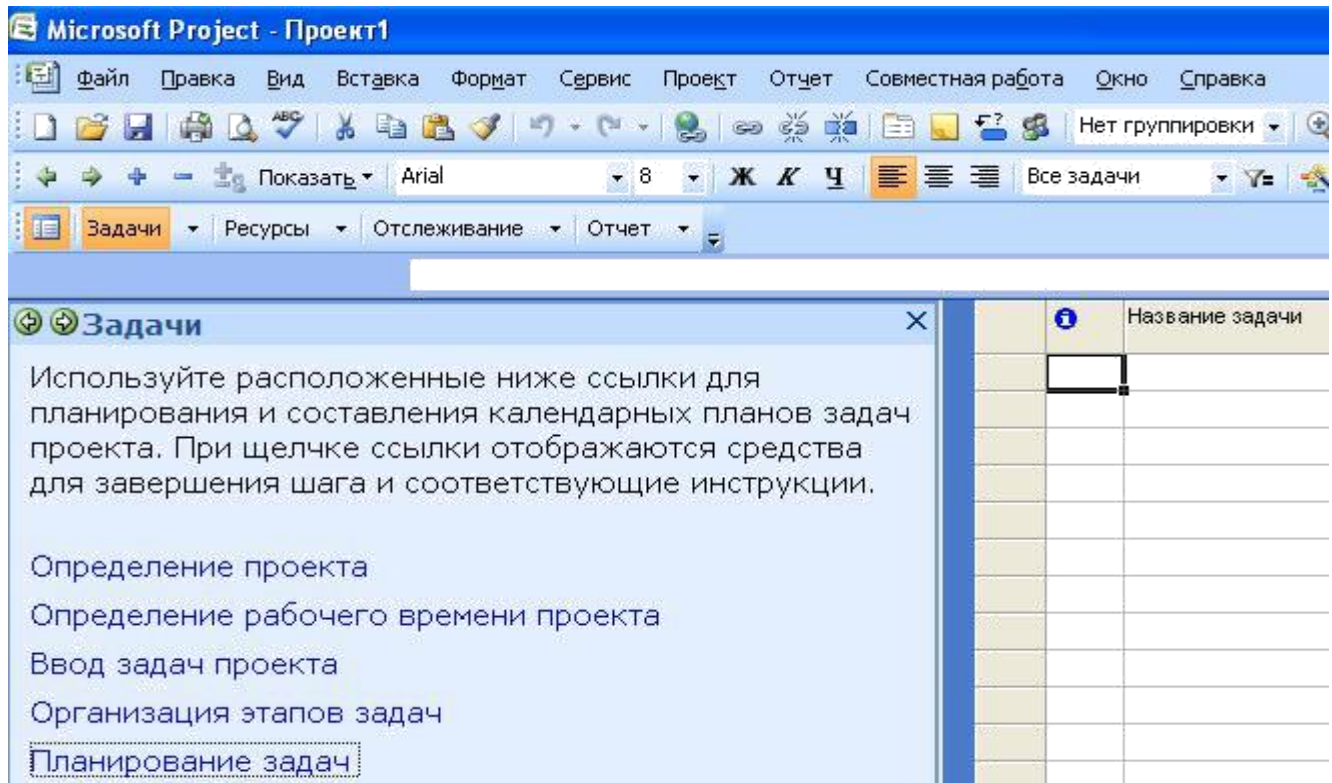 Microsoft Project - Проект1
Файл Правка Вид Вставка Формат Сервис Проект Отчет Совместная работа Окно Справка
ABC Нет группировки
Показать Arial 8 Ж К Ч Все задачи
Задачи Ресурсы Отслеживание Отчет
Задачи
Используйте расположенные ниже ссылки для
планирования и составления календарных планов задач
проекта. При щелчке ссылки отображаются средства
для завершения шага и соответствующие инструкции.
Определение проекта
Определение рабочего времени проекта
Ввод задач проекта
Организация этапов задач
Планирование задач
Название задачи